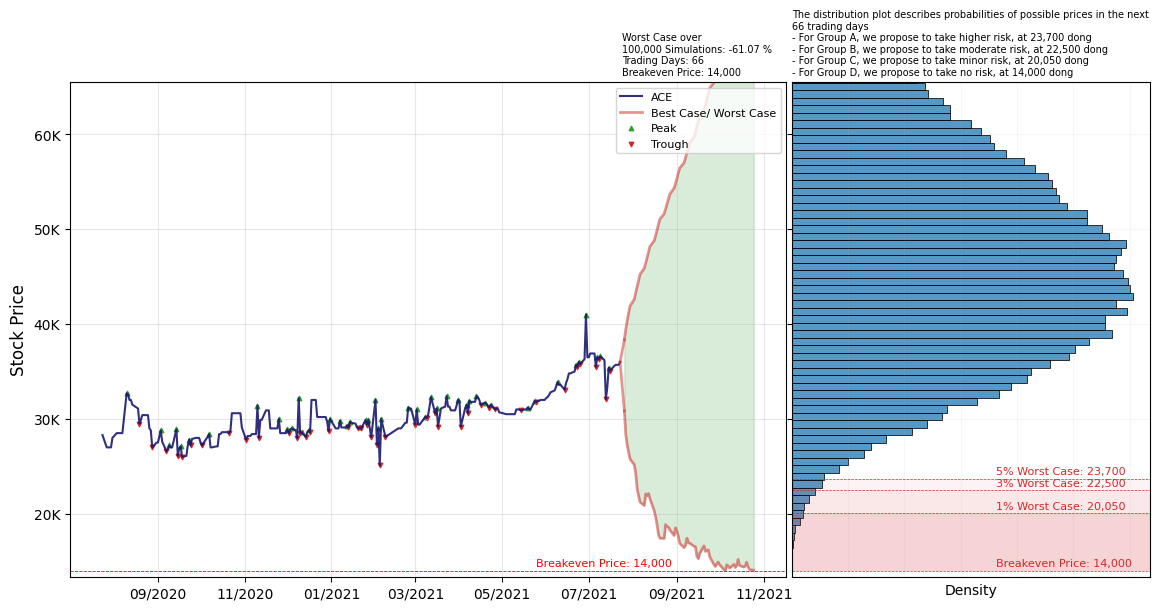 The distribution plot describes probabilities of possible prices in the next
66 trading days
- For Group A, we propose to take higher risk, at 23,700 dong
- For Group B, we propose to take moderate risk, at 22,500 dong
- For Group C, we propose to take minor risk, at 20,050 dong
- For Group D, we propose to take no risk, at 14,000 dong
Worst Case over
100,000 Simulations: -61.07 %
Trading Days: 66
Breakeven Price: 14,000
ACE
Best Case/ Worst Case
Peak
Trough
Stock Price
60K
50K
40K
30K
20K
Breakeven Price: 14,000
09/2020
11/2020
01/2021
03/2021
05/2021
07/2021
09/2021
11/2021
5% Worst Case: 23,700
3% Worst Case: 22,500
1% Worst Case: 20,050
Breakeven Price: 14,000
Density